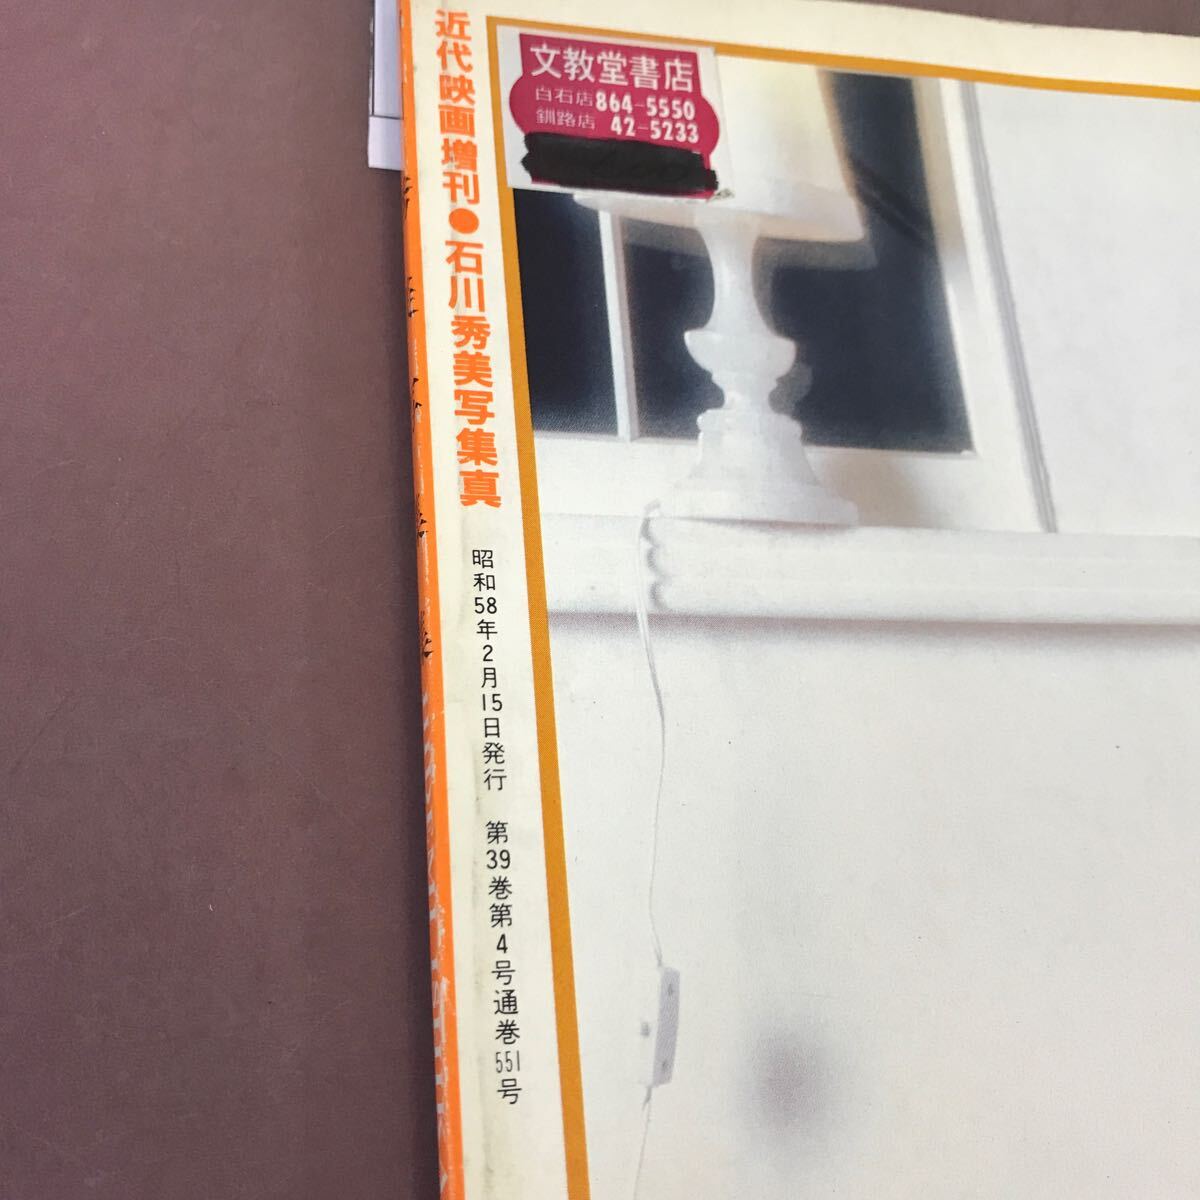 近代映画増刊●石川秀美写集真
昭和58年2月15日発行 第39巻第4号通巻551号
文教堂書店
白石店864-5550
釧路店 42-5233